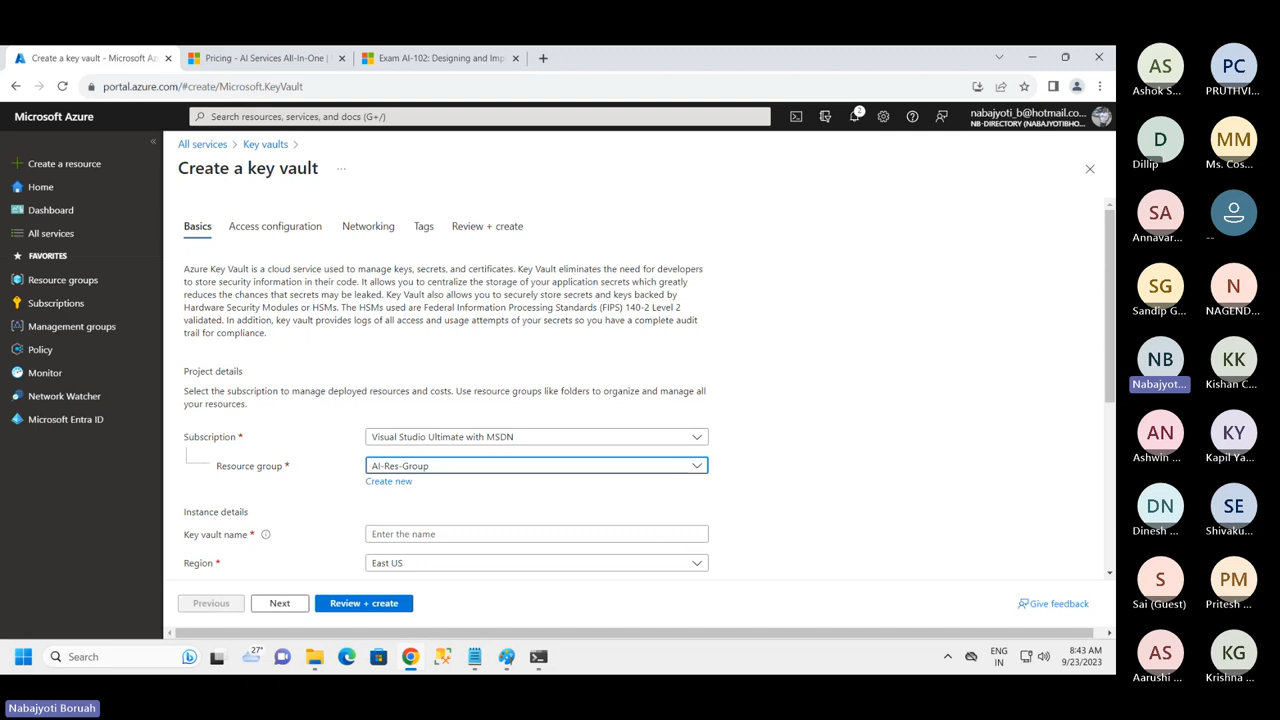 Create a key vault - Microsoft Az
Pricing - AI Services All-In-One |
Exam AI-102: Designing and Imp
portal.azure.com/#create/Microsoft.KeyVault
Microsoft Azure
Search resources, services, and docs (G+/)
2
nabajyoti_b@hotmail.co...
NB-DIRECTORY (NABAJYOTIBHO...
Create a resource
Home
Dashboard
All services
FAVORITES
Resource groups
Subscriptions
Management groups
Policy
Monitor
Network Watcher
Microsoft Entra ID
All services > Key vaults >
Create a key vault ...
Basics
Access configuration
Networking
Tags
Review + create
Azure Key Vault is a cloud service used to manage keys, secrets, and certificates. Key Vault eliminates the need for developers
to store security information in their code. It allows you to centralize the storage of your application secrets which greatly
reduces the chances that secrets may be leaked. Key Vault also allows you to securely store secrets and keys backed by
Hardware Security Modules or HSMs. The HSMs used are Federal Information Processing Standards (FIPS) 140-2 Level 2
validated. In addition, key vault provides logs of all access and usage attempts of your secrets so you have a complete audit
trail for compliance.
Project details
Select the subscription to manage deployed resources and costs. Use resource groups like folders to organize and manage all
your resources.
Subscription *
Visual Studio Ultimate with MSDN
Resource group *
AI-Res-Group
Create new
Instance details
Key vault name *
Enter the name
Region *
East US
Previous
Next
Review + create
Give feedback
Search
27°
ENG
IN
8:43 AM
9/23/2023
Nabajyoti Boruah
AS
Ashok S...
PC
PRUTHVI...
D
Dillip
MM
Ms. Cos...
SA
Annavar...
--
SG
Sandip G...
N
NAGEND...
NB
Nabajyot...
KK
Kishan C...
AN
Ashwin ...
KY
Kapil Ya...
DN
Dinesh ...
SE
Shivaku...
S
Sai (Guest)
PM
Pritesh ...
AS
Aarushi ...
KG
Krishna ...